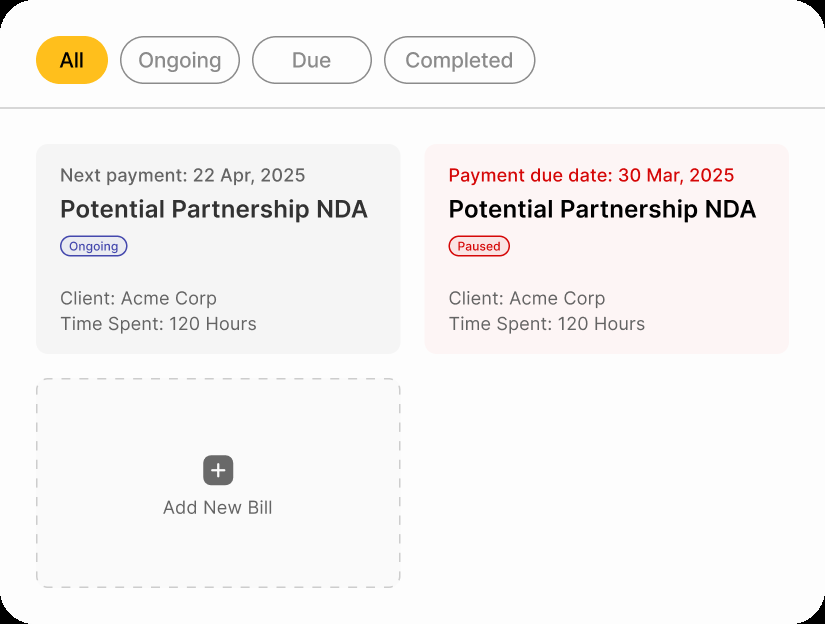 All
Ongoing
Due
Completed
Next payment: 22 Apr, 2025
Potential Partnership NDA
Ongoing
Client: Acme Corp
Time Spent: 120 Hours
Payment due date: 30 Mar, 2025
Potential Partnership NDA
Paused
Client: Acme Corp
Time Spent: 120 Hours
Add New Bill